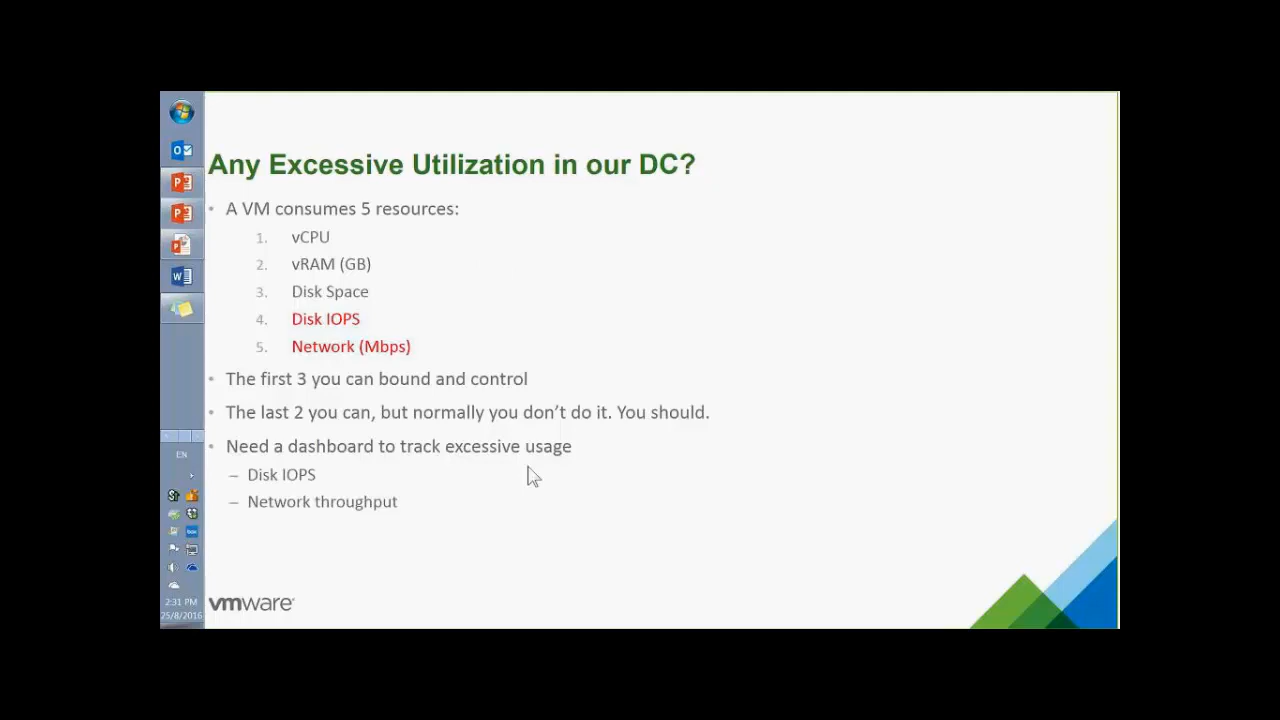 Any Excessive Utilization in our DC?
• A VM consumes 5 resources:
1. vCPU
2. vRAM (GB)
3. Disk Space
4. Disk IOPS
5. Network (Mbps)
• The first 3 you can bound and control
• The last 2 you can, but normally you don't do it. You should.
• Need a dashboard to track excessive usage
– Disk IOPS
– Network throughput
EN
2:31 PM
25/8/2016
vmware